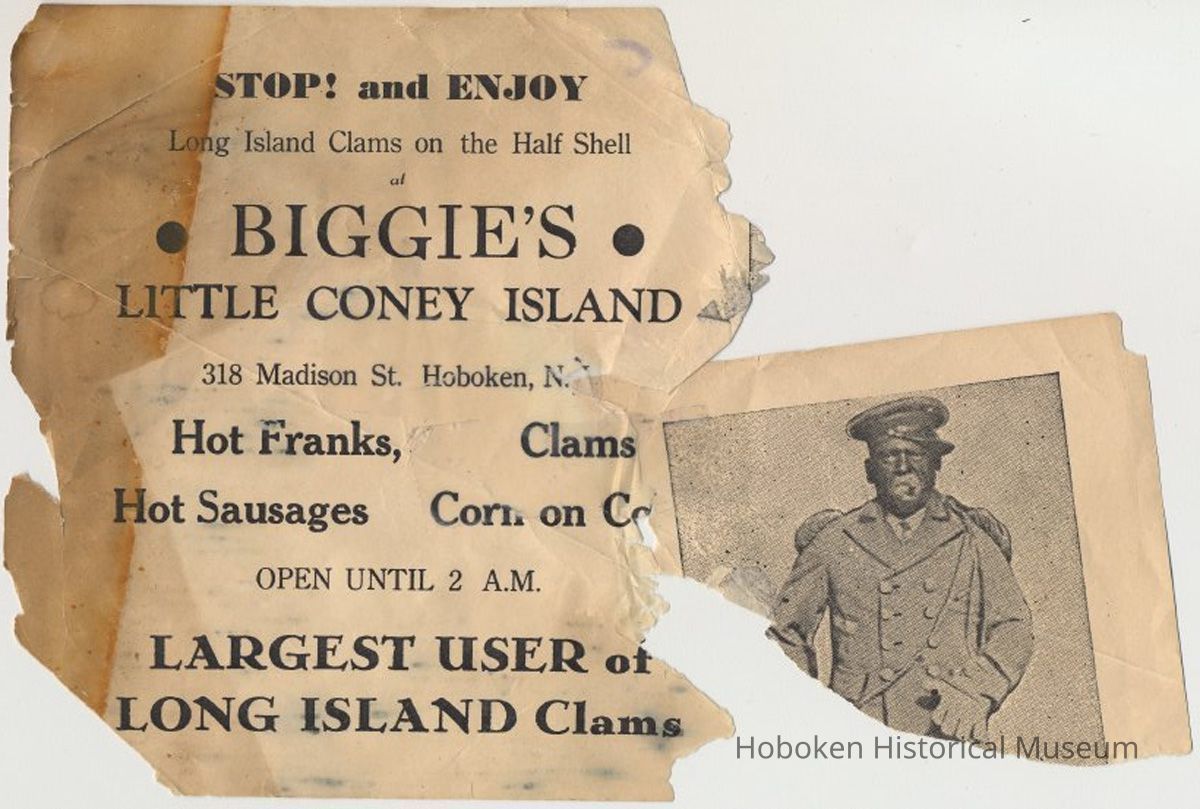 STOP! and ENJOY
Long Island Clams on the Half Shell
at
• BIGGIE'S •
LITTLE CONEY ISLAND
318 Madison St. Hoboken, N.
Hot Franks, Clams
Hot Sausages Corn on Co
OPEN UNTIL 2 A.M.
LARGEST USER of
LONG ISLAND Clams
Hoboken Historical Museum